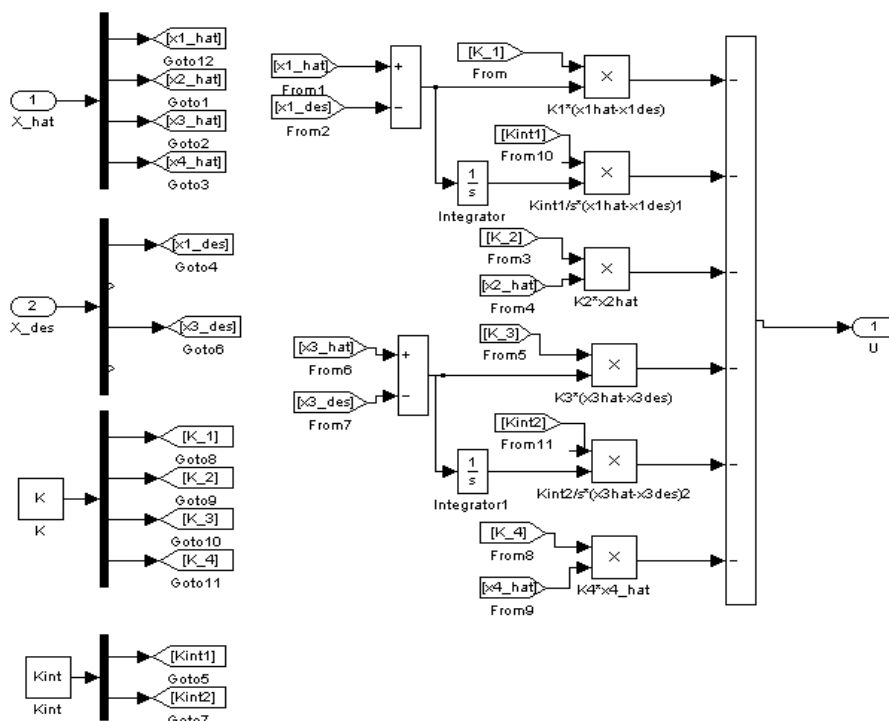 [x1_hat]
Goto12
[x2_hat]
Goto1
1
X_hat
[x3_hat]
Goto2
[x4_hat]
Goto3
[x1_des]
Goto4
2
X_des
[x3_des]
Goto6
[K_1]
Goto8
[K_2]
Goto9
K
K
[K_3]
Goto10
[K_4]
Goto11
Kint
Kint
[Kint1]
Goto5
[Kint2]
Goto7
[x1_hat]
From1
[x1_des]
From2
+
−
[K_1]
From
×
K1*(x1hat-x1des)
[Kint1]
From10
1
s
Integrator
×
Kint1/s*(x1hat-x1des)1
[K_2]
From3
[x2_hat]
From4
×
K2*x2hat
[x3_hat]
From6
[x3_des]
From7
+
−
[K_3]
From5
×
K3*(x3hat-x3des)
[Kint2]
From11
1
s
Integrator1
×
Kint2/s*(x3hat-x3des)2
[K_4]
From8
[x4_hat]
From9
×
K4*x4_hat
−
−
−
−
−
−
1
U